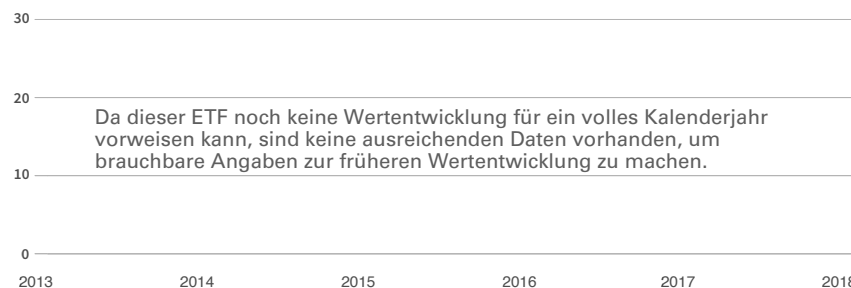 30
20
Da dieser ETF noch keine Wertentwicklung für ein volles Kalenderjahr
vorweisen kann, sind keine ausreichenden Daten vorhanden, um
brauchbare Angaben zur früheren Wertentwicklung zu machen.
10
0
2013 2014 2015 2016 2017 2018